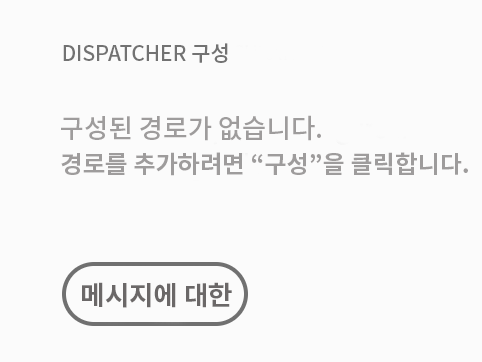 DISPATCHER 구성
구성된 경로가 없습니다.
경로를 추가하려면 “구성”을 클릭합니다.
메시지에 대한